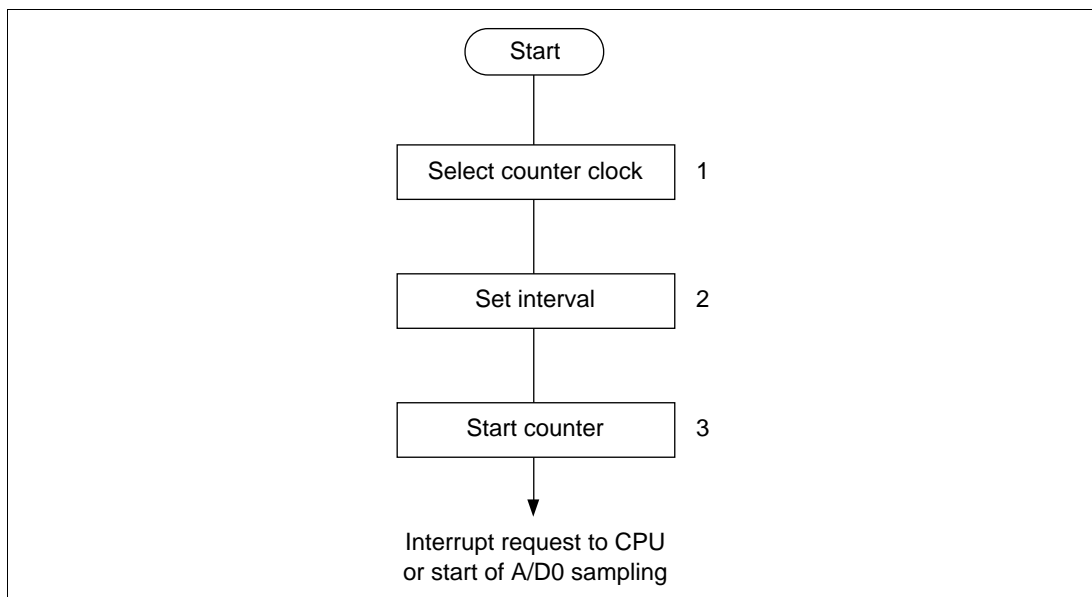 Start
Select counter clock 1
Set interval 2
Start counter 3
Interrupt request to CPU
or start of A/D0 sampling